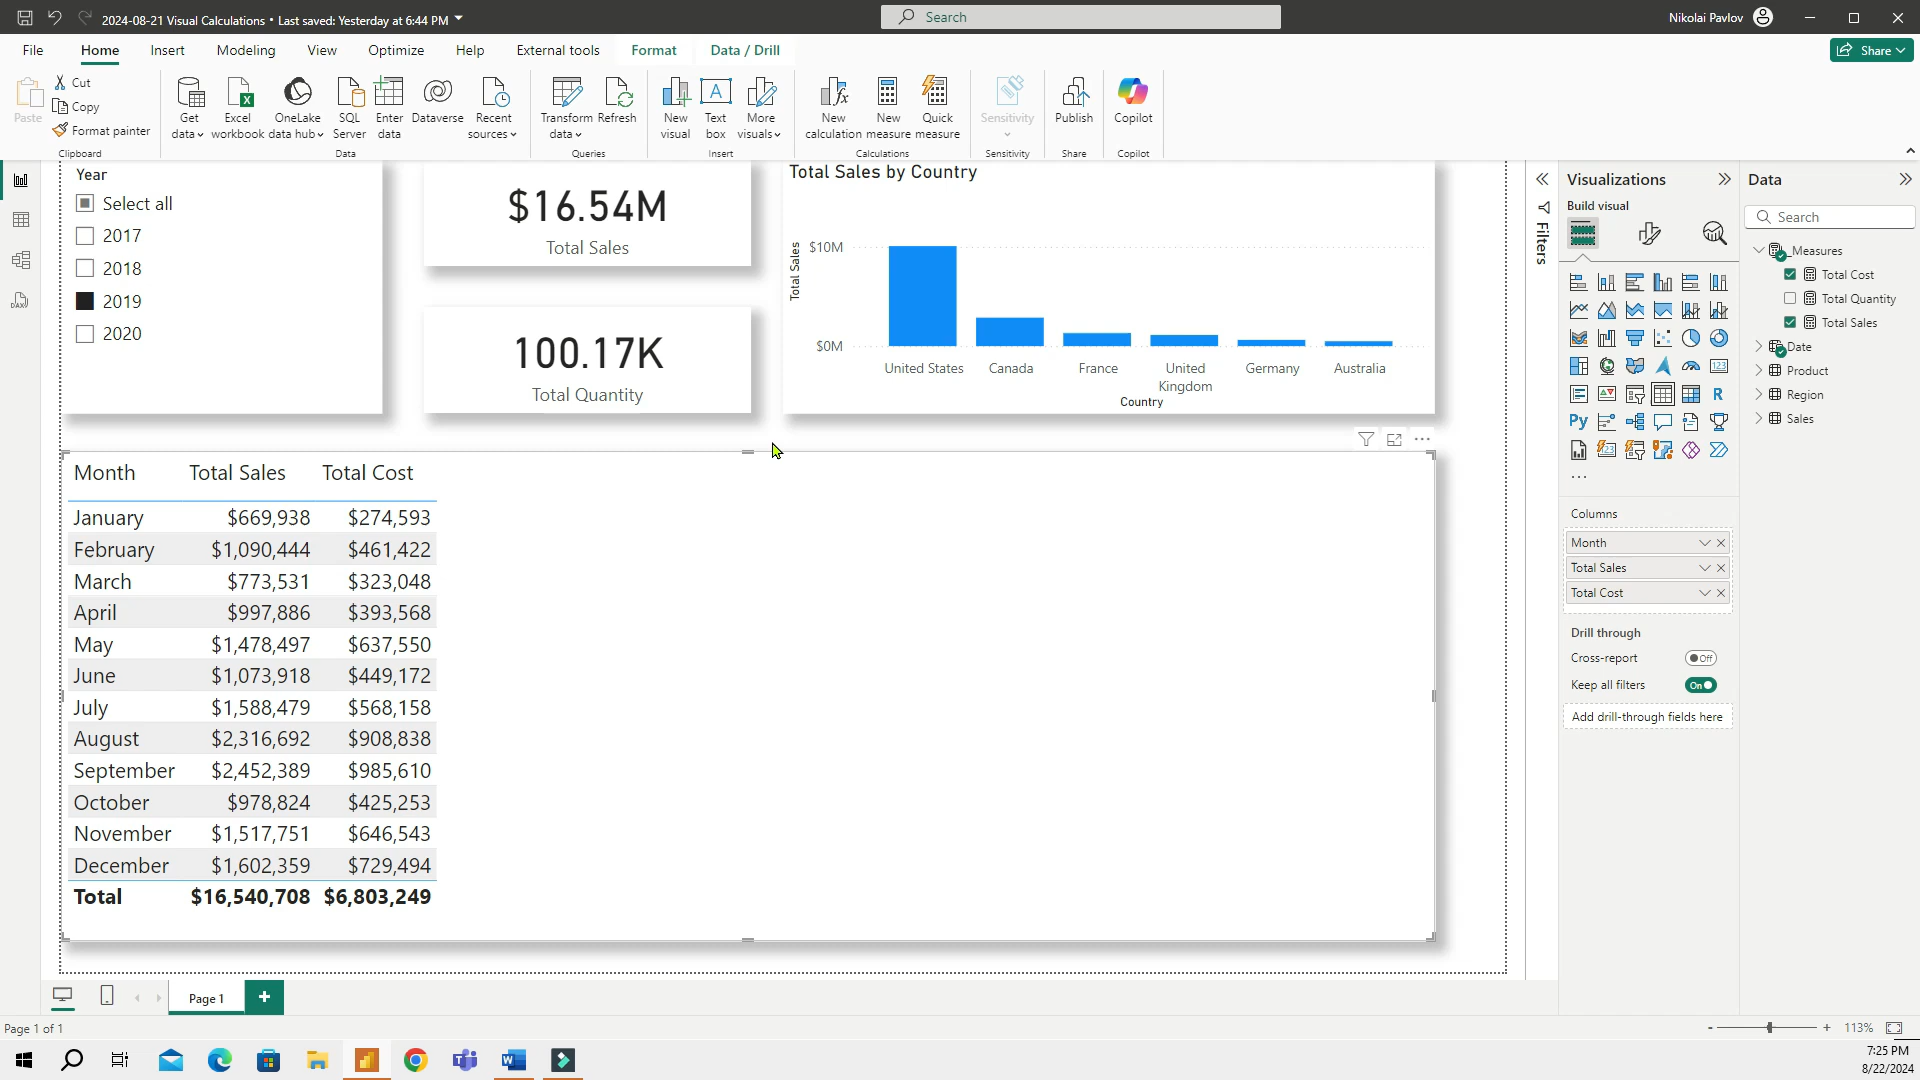 2024-08-21 Visual Calculations • Last saved: Yesterday at 6:44 PM
Search
Nikolai Pavlov
File Home Insert Modeling View Optimize Help External tools Format Data / Drill
Share
Paste
Cut
Copy
Format painter
Clipboard
Get data
Excel workbook
OneLake data hub
SQL Server
Enter data
Dataverse
Recent sources
Data
Transform data
Refresh
Queries
New visual
Text box
More visuals
Insert
New calculation
New measure
Quick measure
Calculations
Sensitivity
Sensitivity
Publish
Share
Copilot
Copilot
Year
Select all
2017
2018
2019
2020
$16.54M
Total Sales
100.17K
Total Quantity
Total Sales by Country
Total Sales
$10M
$0M
United States Canada France United Kingdom Germany Australia
Country
Month Total Sales Total Cost
January $669,938 $274,593
February $1,090,444 $461,422
March $773,531 $323,048
April $997,886 $393,568
May $1,478,497 $637,550
June $1,073,918 $449,172
July $1,588,479 $568,158
August $2,316,692 $908,838
September $2,452,389 $985,610
October $978,824 $425,253
November $1,517,751 $646,543
December $1,602,359 $729,494
Total $16,540,708 $6,803,249
Filters
Visualizations
Build visual
R
Py
123
...
Columns
Month
Total Sales
Total Cost
Drill through
Cross-report Off
Keep all filters On
Add drill-through fields here
Data
Search
_Measures
Total Cost
Total Quantity
Total Sales
Date
Product
Region
Sales
Page 1
+
Page 1 of 1
- + 113%
7:25 PM
8/22/2024